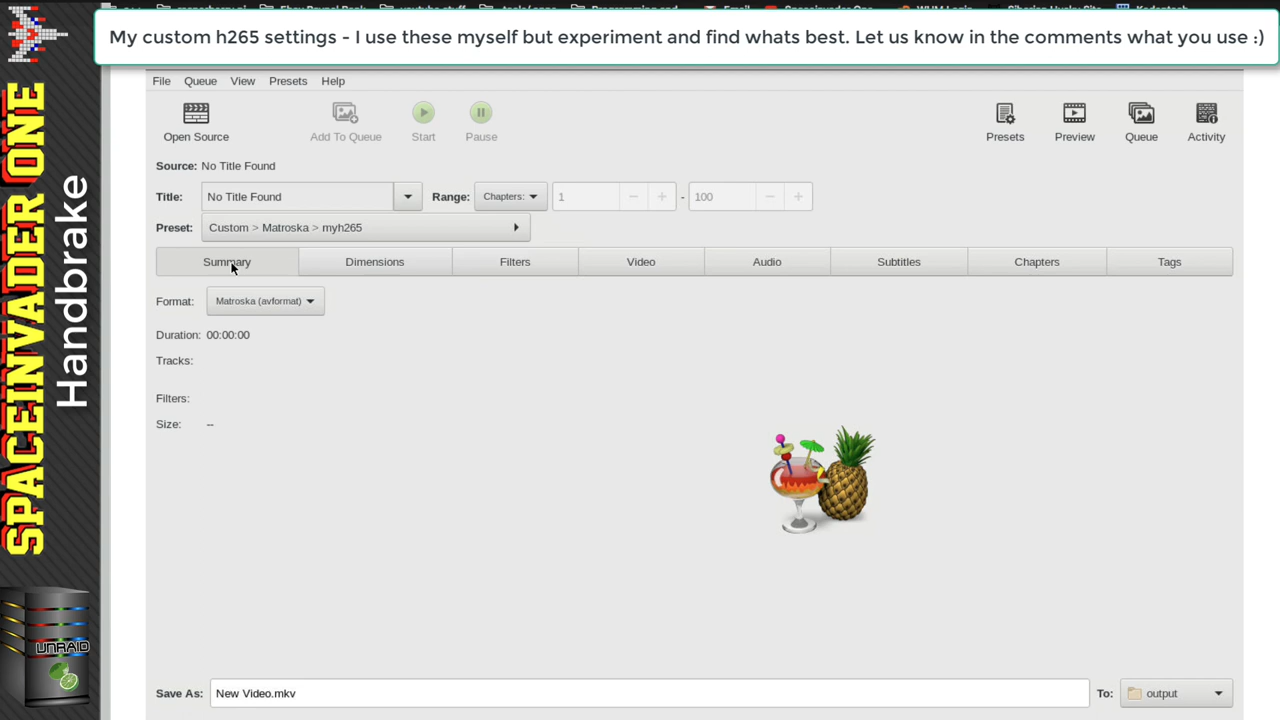 My custom h265 settings - I use these myself but experiment and find whats best. Let us know in the comments what you use :)
SPACEINVADER ONE
Handbrake
UNRAID
File Queue View Presets Help
Open Source Add To Queue Start Pause Presets Preview Queue Activity
Source: No Title Found
Title: No Title Found Range: Chapters: 1 - 100
Preset: Custom > Matroska > myh265
Summary Dimensions Filters Video Audio Subtitles Chapters Tags
Format: Matroska (avformat)
Duration: 00:00:00
Tracks:
Filters:
Size: --
Save As: New Video.mkv To: output